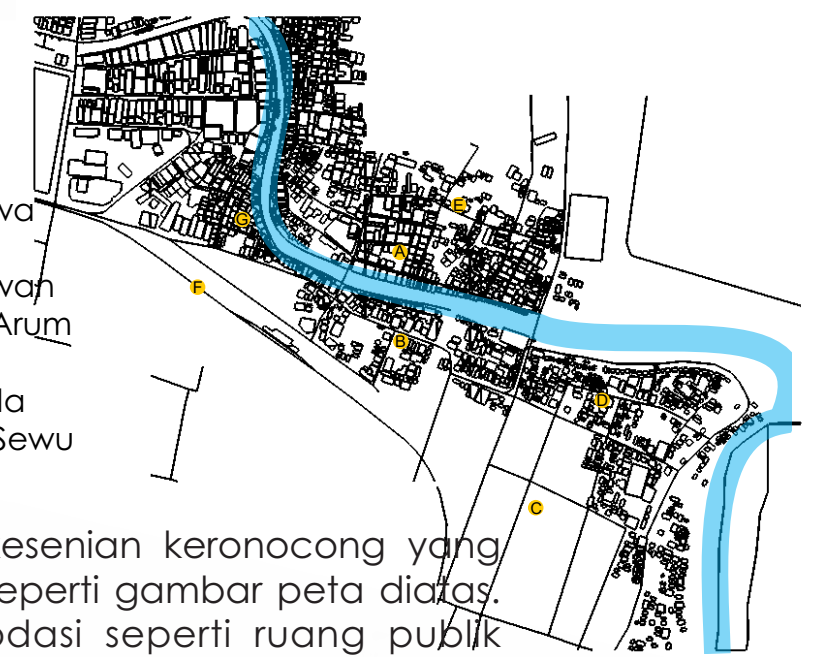 va
van
Arum
la
Sewu
esenian keronocong yang
eperti gambar peta diatas.
odasi seperti ruang publik
G
E
A
F
B
D
C